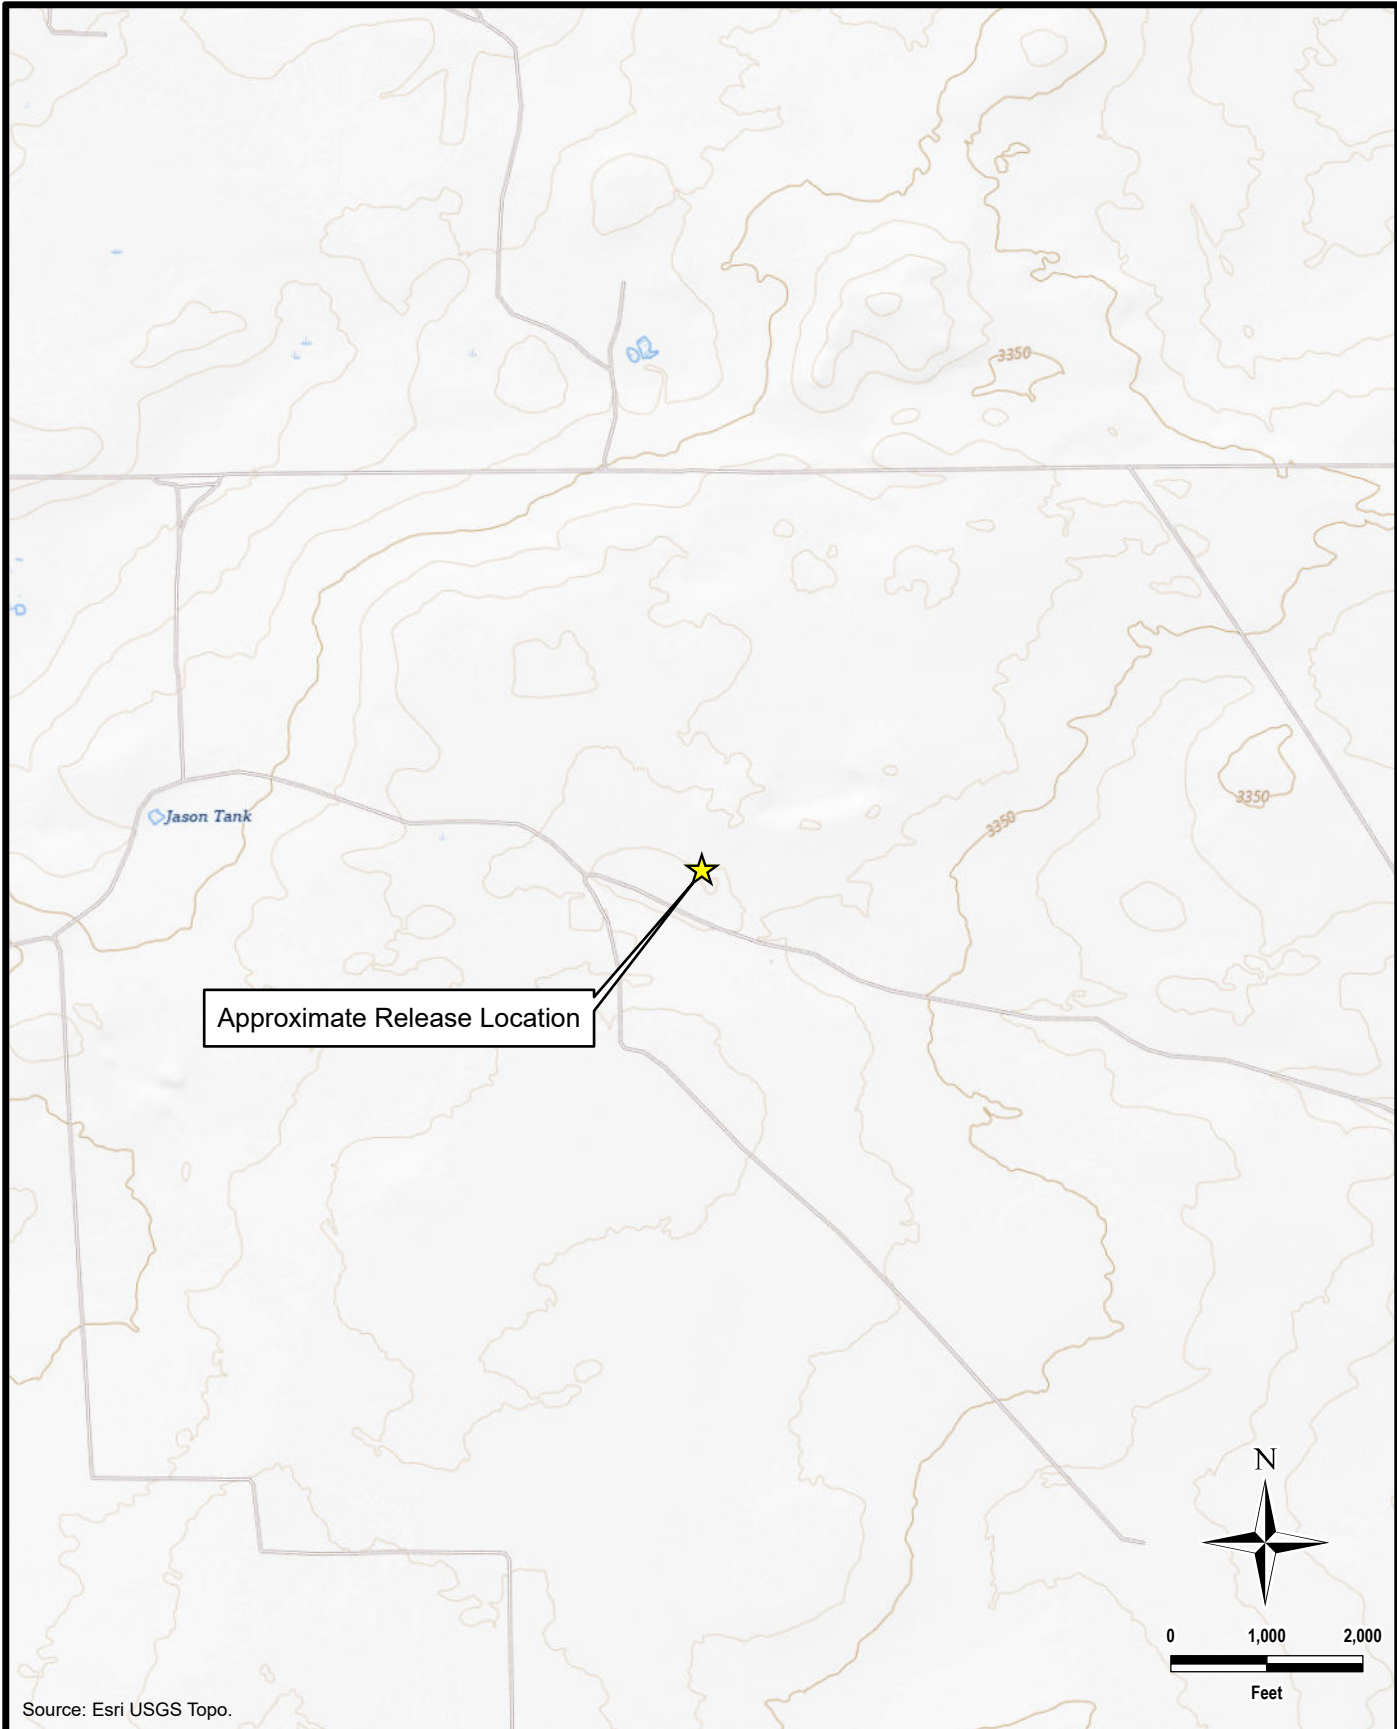 3350
3350
Jason Tank
3350
Approximate Release Location
N
0 1,000 2,000
Feet
Source: Esri USGS Topo.